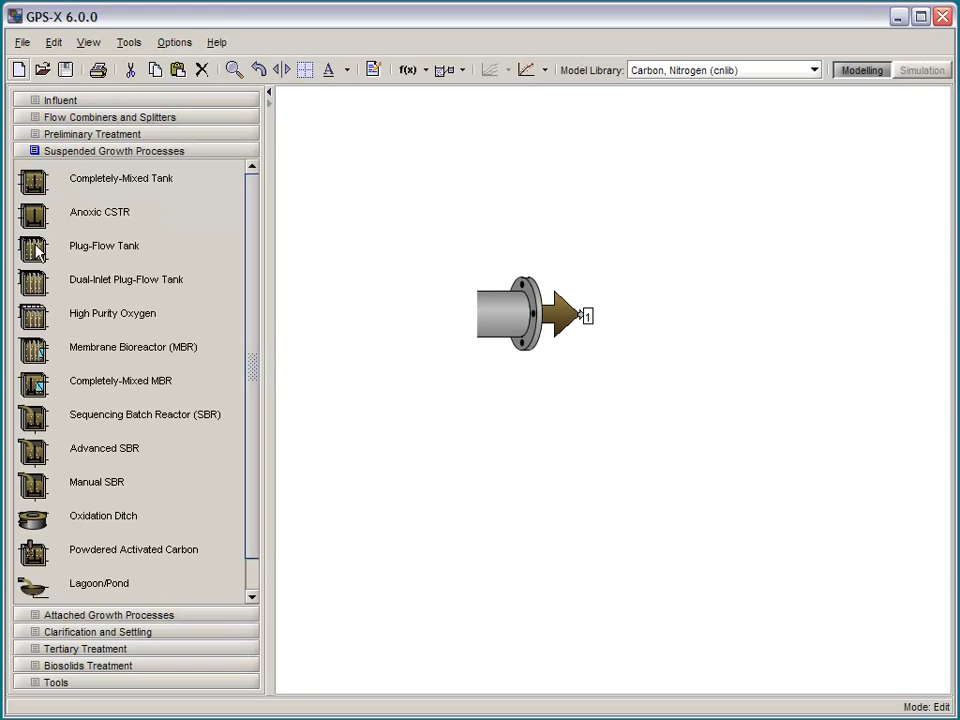 GPS-X 6.0.0
File Edit View Tools Options Help
A f(x) Model Library: Carbon, Nitrogen (cnlib) Modelling Simulation
Influent
Flow Combiners and Splitters
Preliminary Treatment
Suspended Growth Processes
Completely-Mixed Tank
Anoxic CSTR
Plug-Flow Tank
Dual-Inlet Plug-Flow Tank
High Purity Oxygen
Membrane Bioreactor (MBR)
Completely-Mixed MBR
Sequencing Batch Reactor (SBR)
Advanced SBR
Manual SBR
Oxidation Ditch
Powdered Activated Carbon
Lagoon/Pond
Attached Growth Processes
Clarification and Settling
Tertiary Treatment
Biosolids Treatment
Tools
1
Mode: Edit